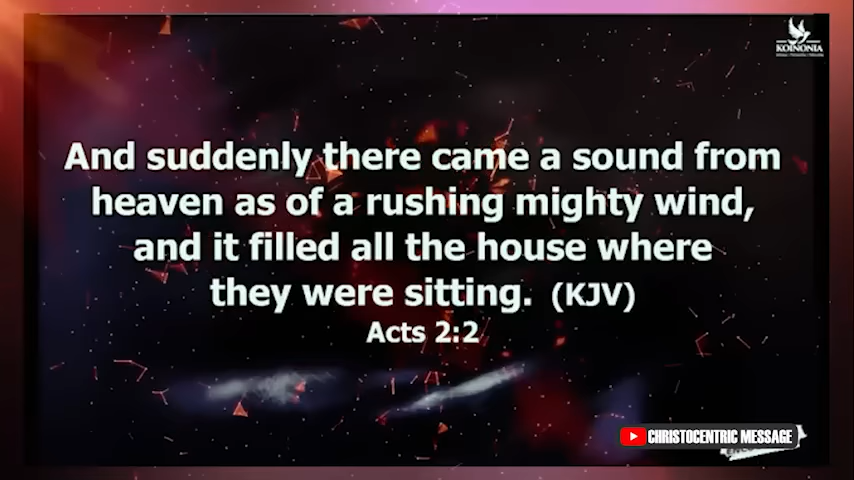 KOINONIA
And suddenly there came a sound from
heaven as of a rushing mighty wind,
and it filled all the house where
they were sitting. (KJV)
Acts 2:2
CHRISTOCENTRIC MESSAGE